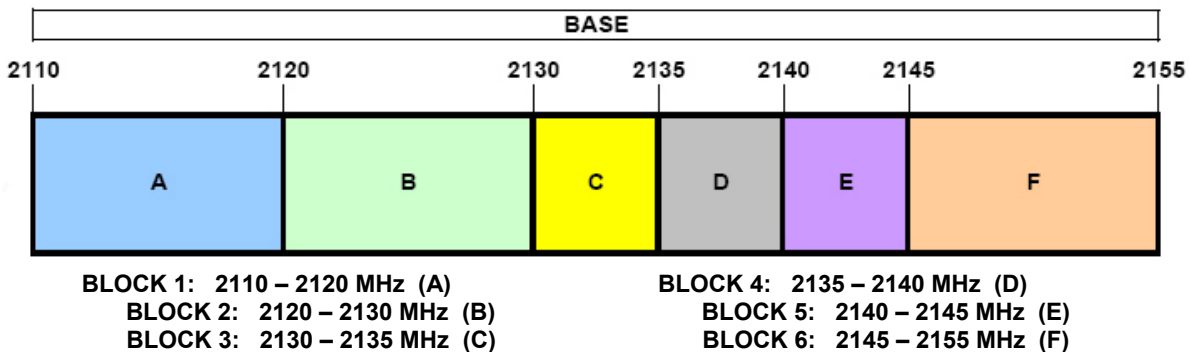 BASE
2110 2120 2130 2135 2140 2145 2155
A B C D E F
BLOCK 1: 2110 – 2120 MHz (A)
BLOCK 2: 2120 – 2130 MHz (B)
BLOCK 3: 2130 – 2135 MHz (C)
BLOCK 4: 2135 – 2140 MHz (D)
BLOCK 5: 2140 – 2145 MHz (E)
BLOCK 6: 2145 – 2155 MHz (F)